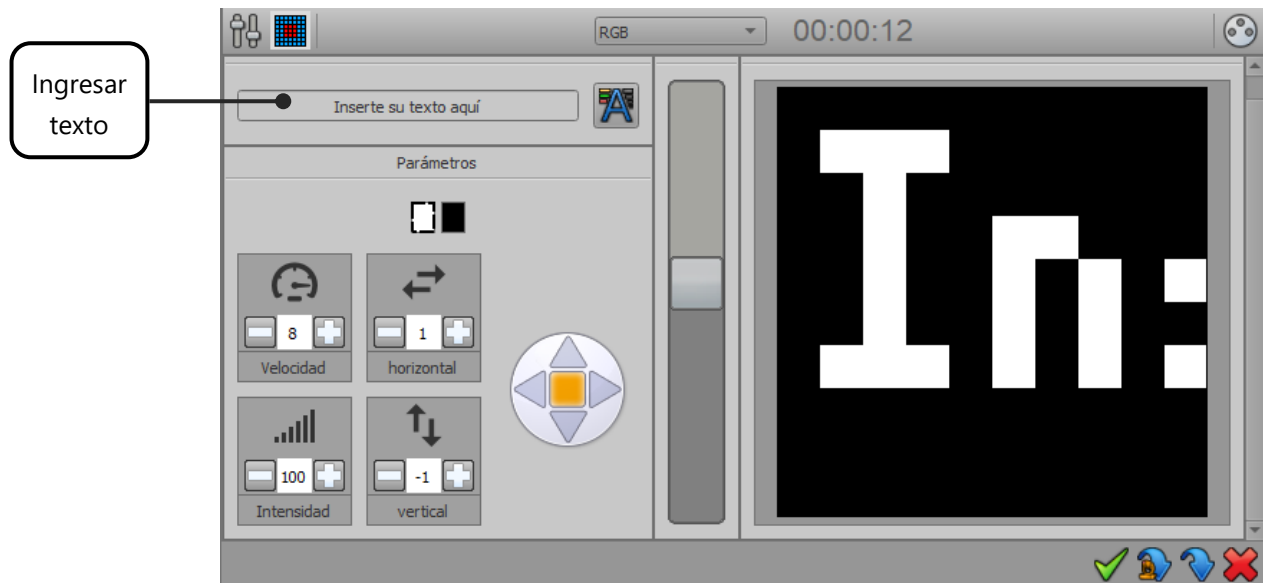 Ingresar
texto
RGB
00:00:12
Inserte su texto aquí
A
Parámetros
8
1
Velocidad
horizontal
100
-1
Intensidad
vertical
In